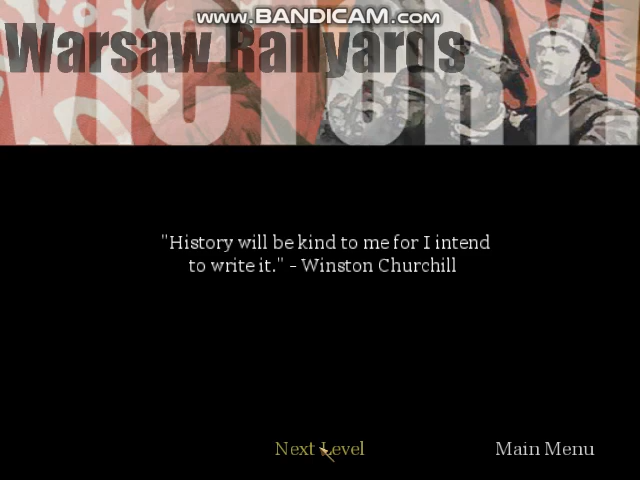 www.BANDICAM.com
Warsaw Railyards
VICTORY!
"History will be kind to me for I intend
to write it." - Winston Churchill
Next Level
Main Menu